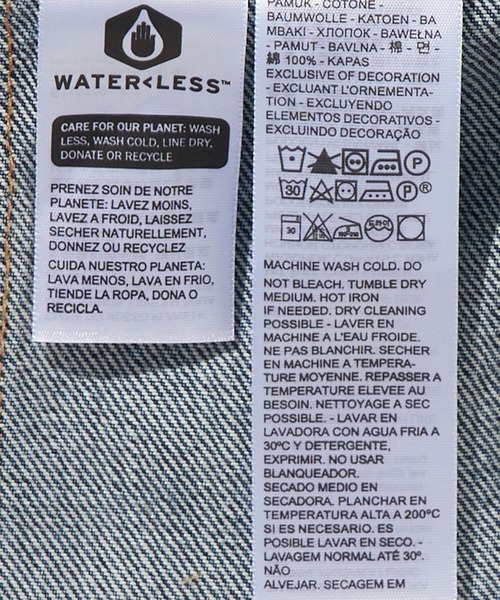 WATER<LESS™
CARE FOR OUR PLANET: WASH
LESS, WASH COLD, LINE DRY,
DONATE OR RECYCLE
PRENEZ SOIN DE NOTRE
PLANETE: LAVEZ MOINS,
LAVEZ A FROID, LAISSEZ
SECHER NATURELLEMENT,
DONNEZ OU RECYCLEZ
CUIDA NUESTRO PLANETA:
LAVA MENOS, LAVA EN FRIO,
TIENDE LA ROPA, DONA O
RECICLA.
PAMUK - COTONE -
BAUMWOLLE - KATOEN - BA
MBAKI - ХЛОПОК - BAWEŁNA
- PAMUT - BAVLNA - 棉 - 면 -
綿 100% - KAPAS
EXCLUSIVE OF DECORATION
- EXCLUANT L'ORNEMENTA-
TION - EXCLUYENDO
ELEMENTOS DECORATIVOS -
EXCLUINDO DECORAÇÃO
P
30 P®
30
MACHINE WASH COLD. DO
NOT BLEACH. TUMBLE DRY
MEDIUM. HOT IRON
IF NEEDED. DRY CLEANING
POSSIBLE - LAVER EN
MACHINE A L'EAU FROIDE.
NE PAS BLANCHIR. SECHER
EN MACHINE A TEMPERA-
TURE MOYENNE. REPASSER A
TEMPERATURE ELEVEE AU
BESOIN. NETTOYAGE A SEC
POSSIBLE. - LAVAR EN
LAVADORA CON AGUA FRIA A
30ºC Y DETERGENTE,
EXPRIMIR. NO USAR
BLANQUEADOR.
SECADO MEDIO EN
SECADORA. PLANCHAR EN
TEMPERATURA ALTA A 200ºC
SI ES NECESARIO. ES
POSIBLE LAVAR EN SECO. -
LAVAGEM NORMAL ATÉ 30º.
NÃO
ALVEJAR. SECAGEM EM